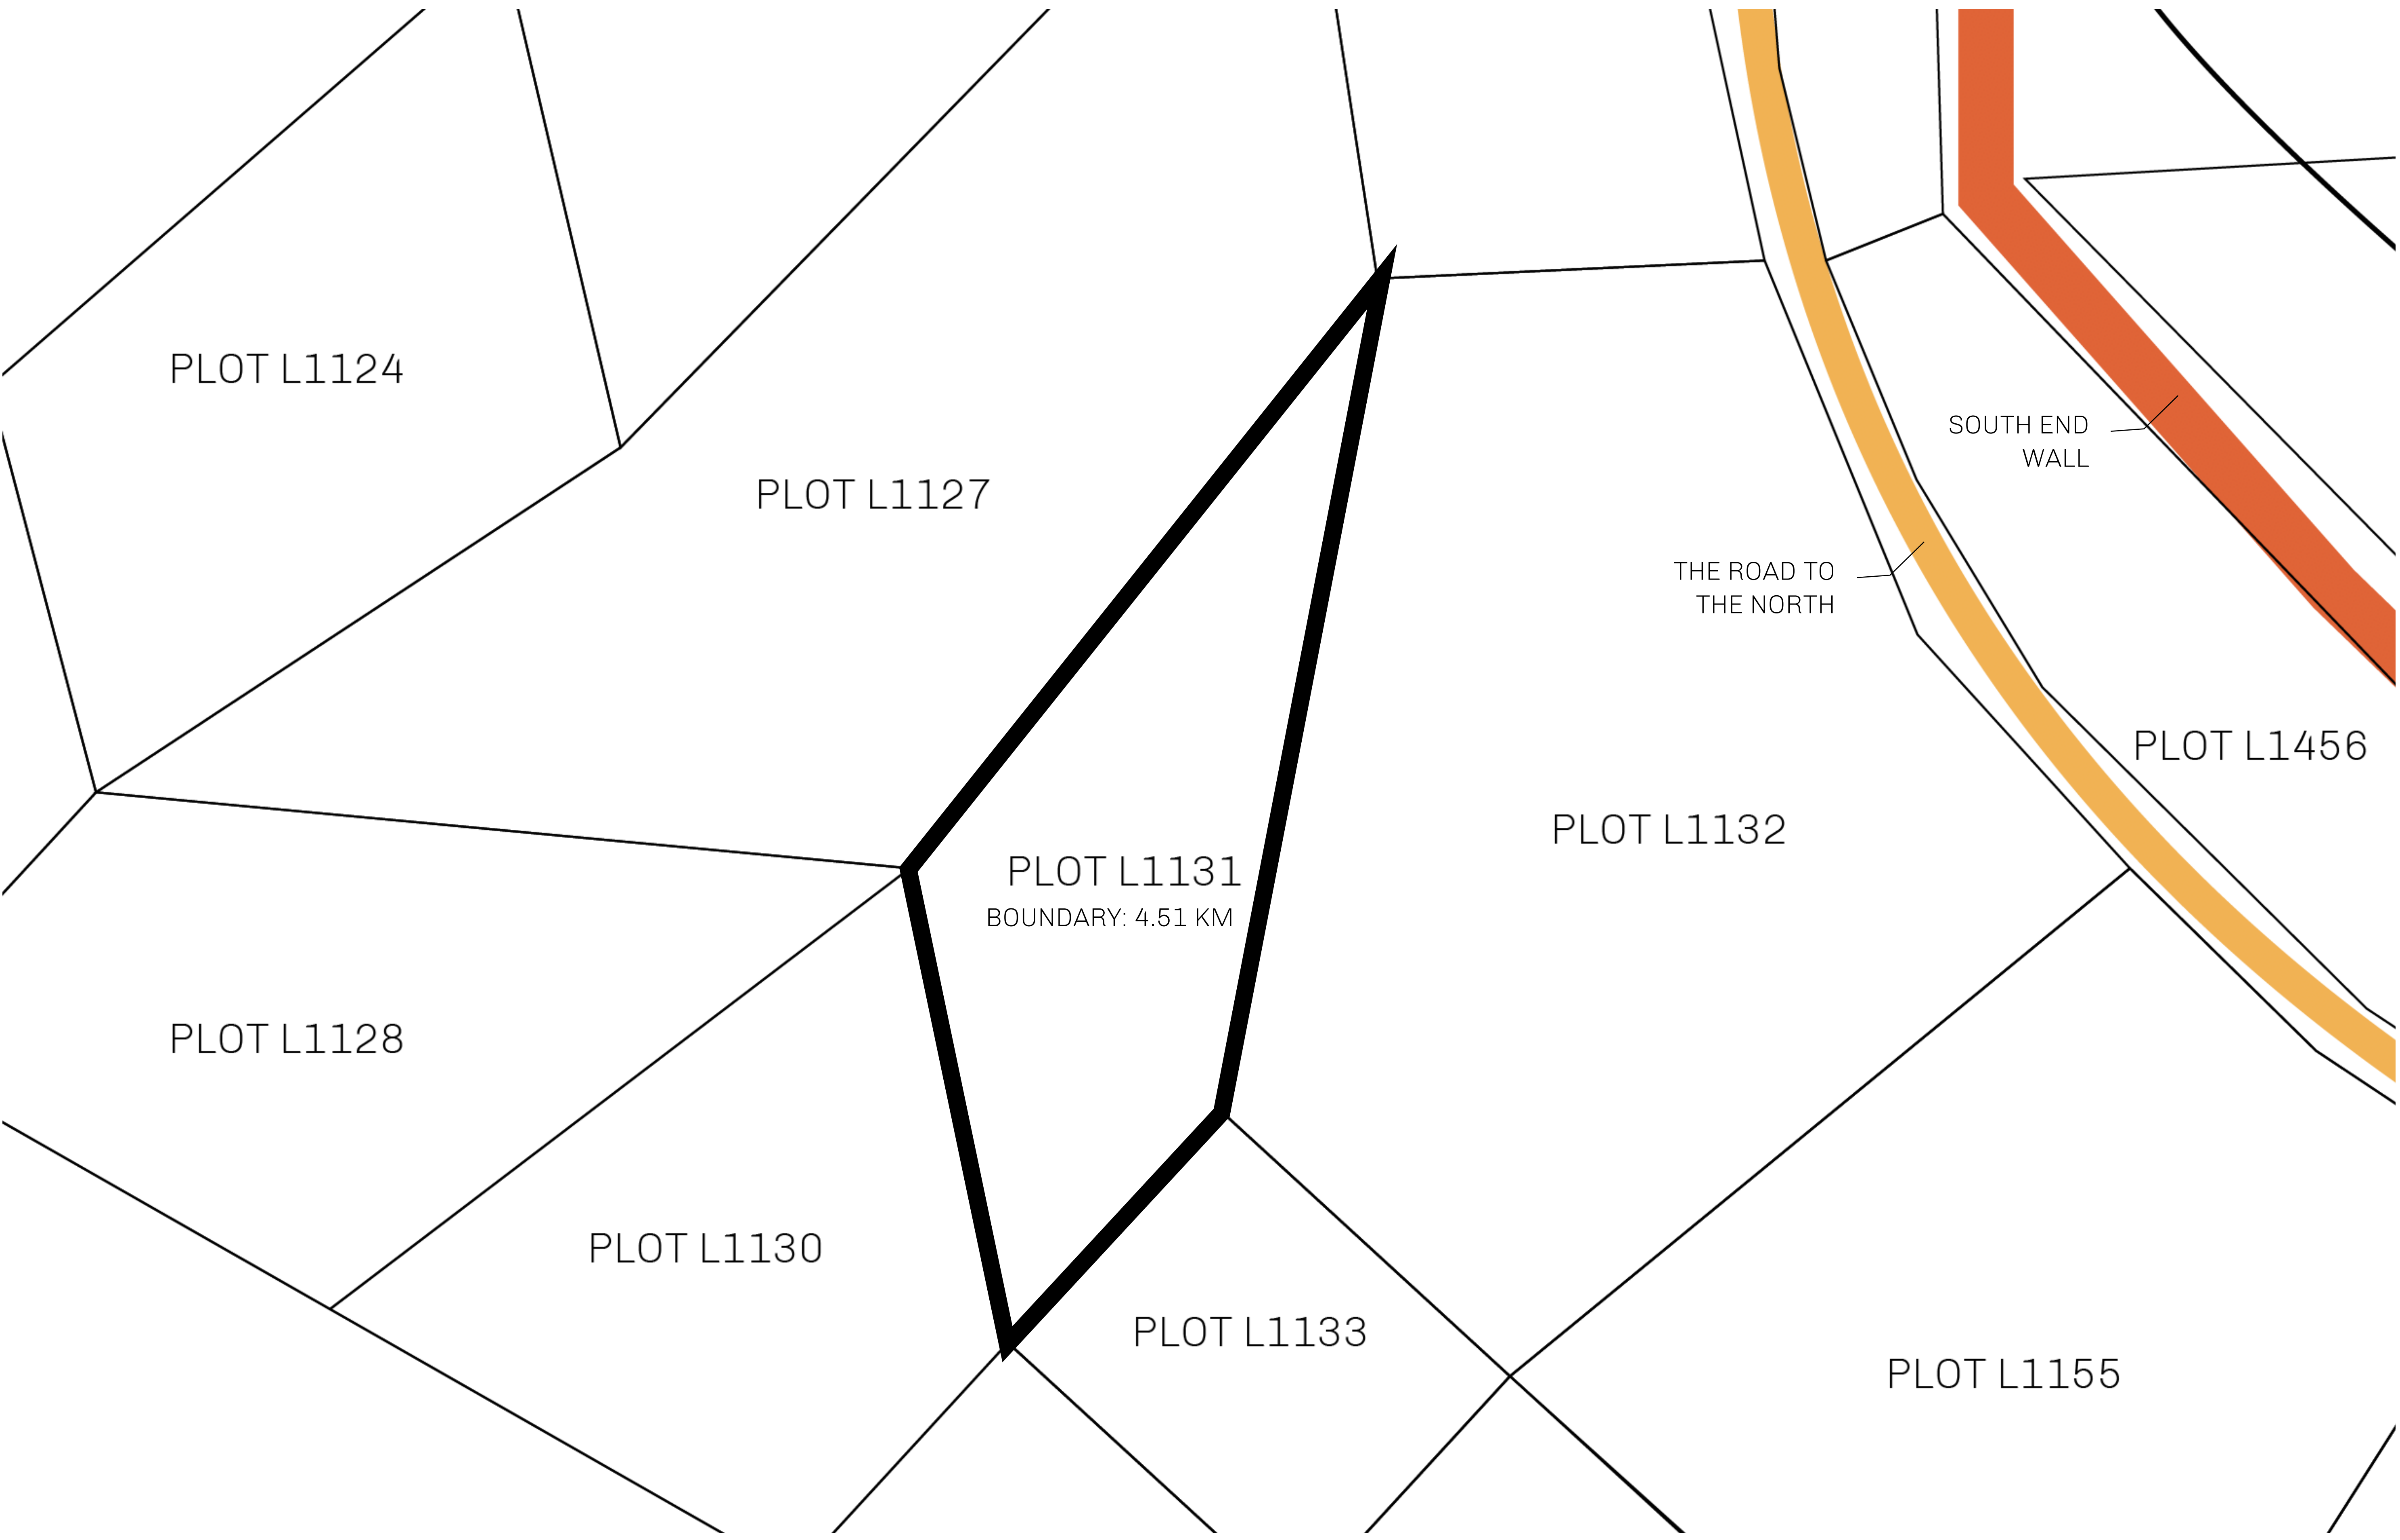 PLOT L1124
PLOT L1127
SOUTH END
WALL
THE ROAD TO
THE NORTH
PLOT L1456
PLOT L1132
PLOT L1131
BOUNDARY: 4.51 KM
PLOT L1128
PLOT L1130
PLOT L1133
PLOT L1155